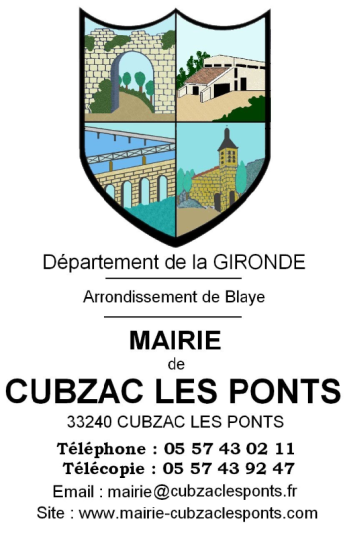 Département de la GIRONDE
Arrondissement de Blaye
MAIRIE
de
CUBZAC LES PONTS
33240 CUBZAC LES PONTS
Téléphone : 05 57 43 02 11
Télécopie : 05 57 43 92 47
Email : mairie@cubzaclesponts.fr
Site : www.mairie-cubzaclesponts.com